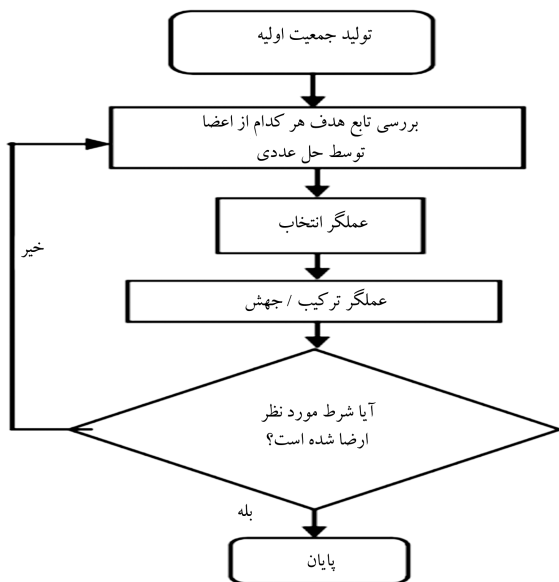 تولید جمعیت اولیه
بررسی تابع هدف هر کدام از اعضا
توسط حل عددی
عملگر انتخاب
خیر
عملگر ترکیب / جهش
آیا شرط مورد نظر
ارضا شده است؟
بله
پایان